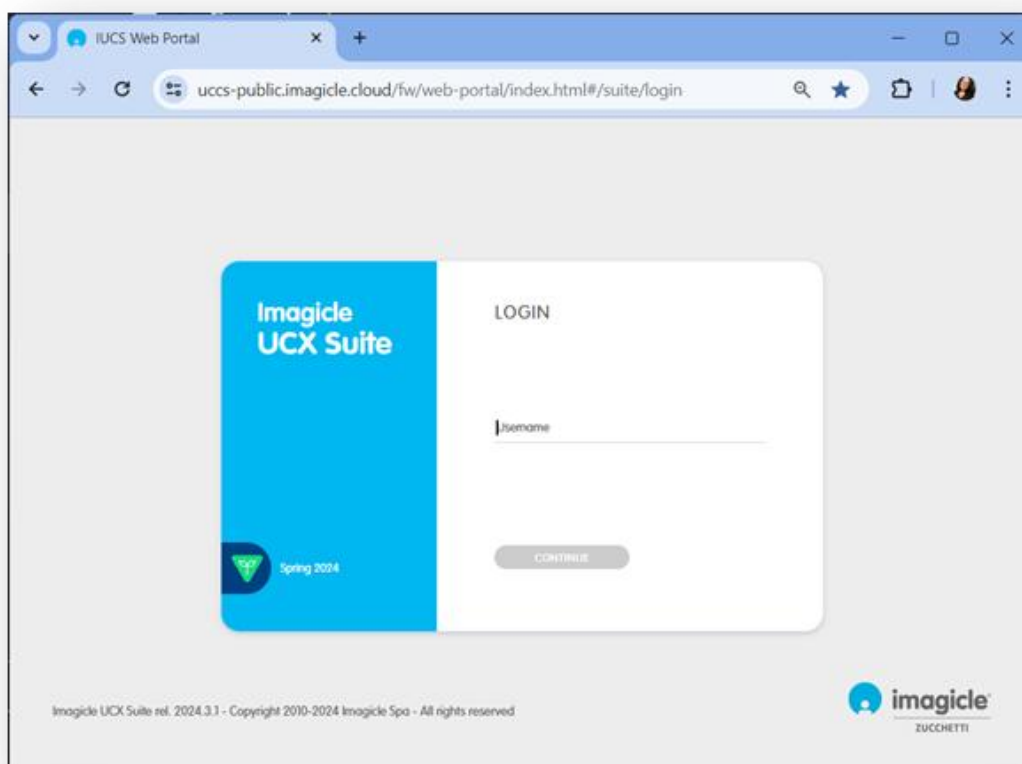 IUCS Web Portal
uccs-public.imagicle.cloud/fw/web-portal/index.html#/suite/login
Imagicle
UCX Suite
Spring 2024
LOGIN
Username
CONTINUE
Imagicle UCX Suite rel. 2024.3.1 - Copyright 2010-2024 Imagicle Spa - All rights reserved
imagicle
ZUCCHETTI